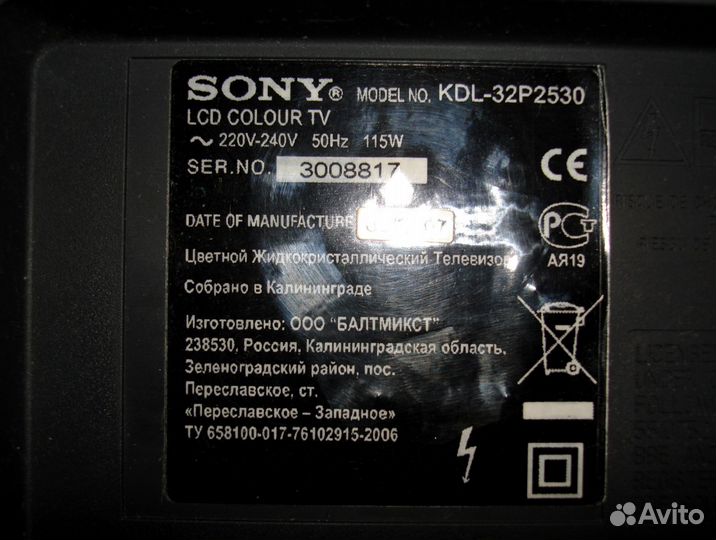 SONY® MODEL NO. KDL-32P2530
LCD COLOUR TV
~ 220V-240V 50Hz 115W
SER.NO. 3008817
CE
DATE OF MANUFACTURE
PCT
АЯ19
Цветной Жидкокристаллический Телевизор
Собрано в Калининграде
Изготовлено: ООО "БАЛТМИКСТ"
238530, Россия, Калининградская область,
Зеленоградский район, пос.
Переславское, ст.
«Переславское – Западное»
ТУ 658100-017-76102915-2006
Avito